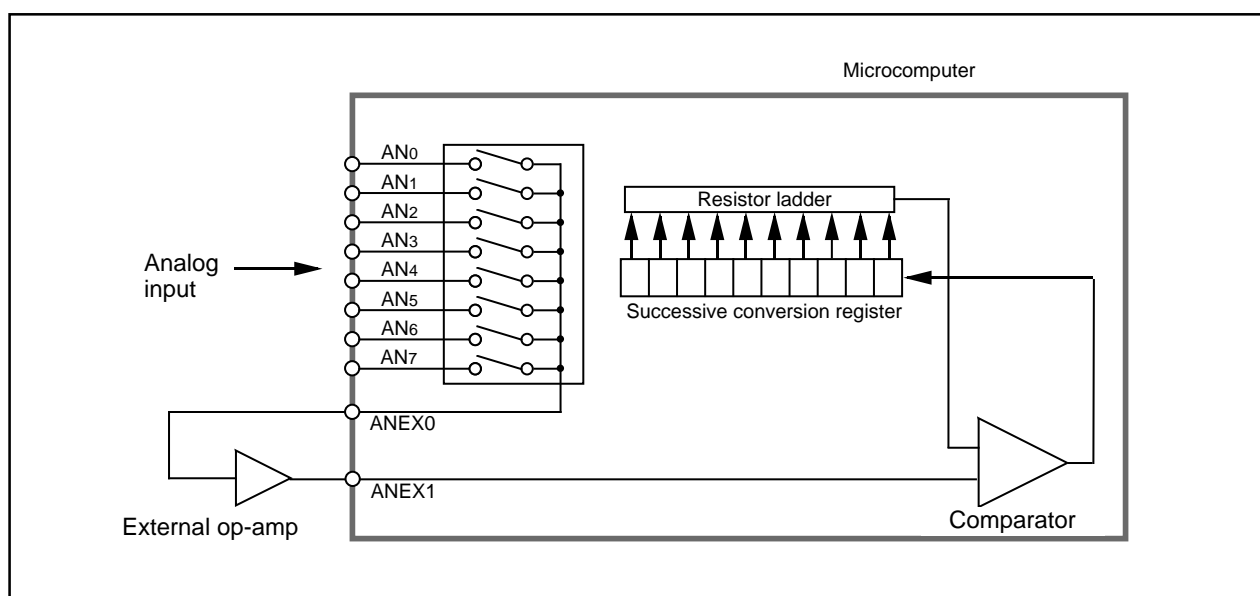 Microcomputer
AN0
AN1
AN2
AN3
AN4
AN5
AN6
AN7
Resistor ladder
Analog
input
Successive conversion register
ANEX0
ANEX1
External op-amp
Comparator